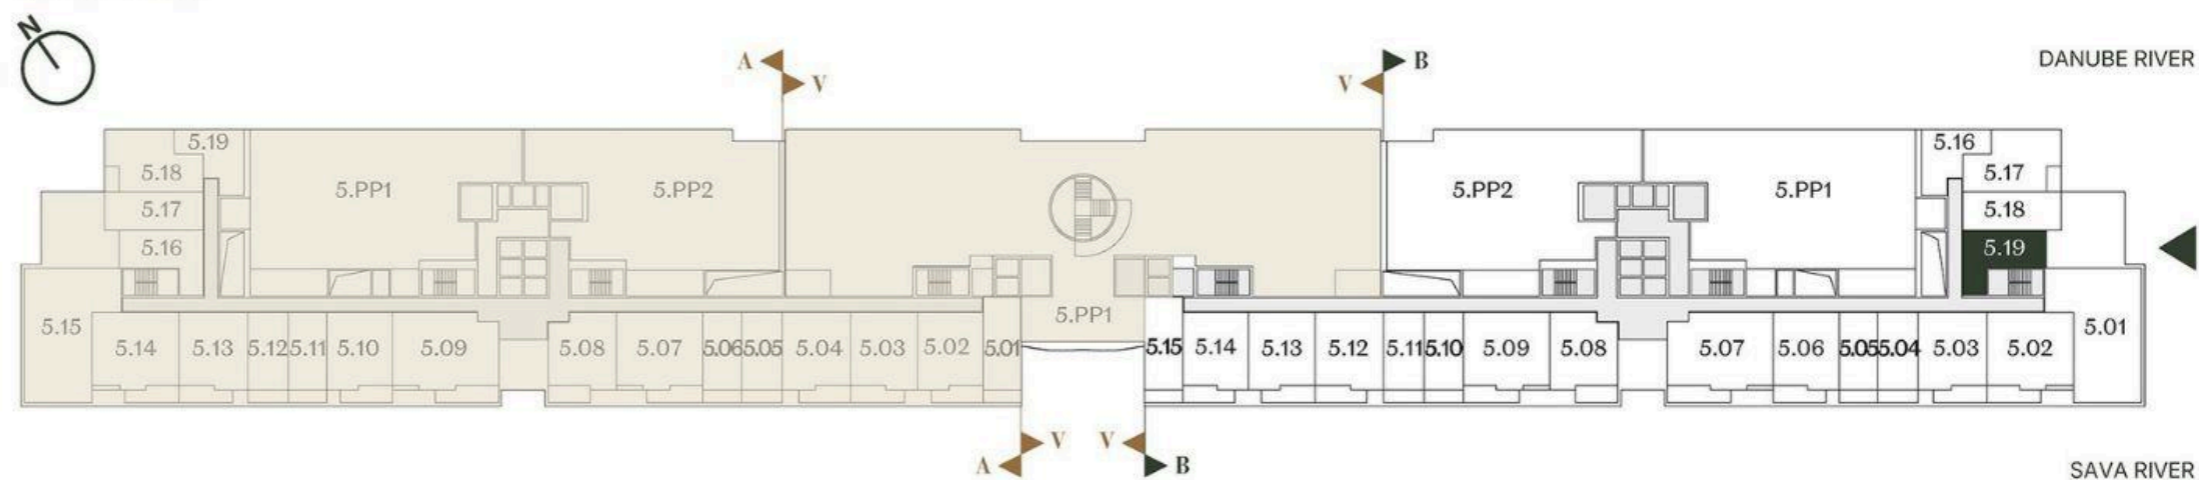 N
A
V
V
B
DANUBE RIVER
5.19
5.18
5.17
5.16
5.PP1
5.PP2
5.PP2
5.PP1
5.16
5.17
5.18
5.19
5.15
5.PP1
5.01
5.14 5.13 5.12 5.11 5.10 5.09 5.08 5.07 5.06 5.05 5.04 5.03 5.02 5.01
5.15 5.14 5.13 5.12 5.11 5.10 5.09 5.08 5.07 5.06 5.05 5.04 5.03 5.02
V
V
A
B
SAVA RIVER